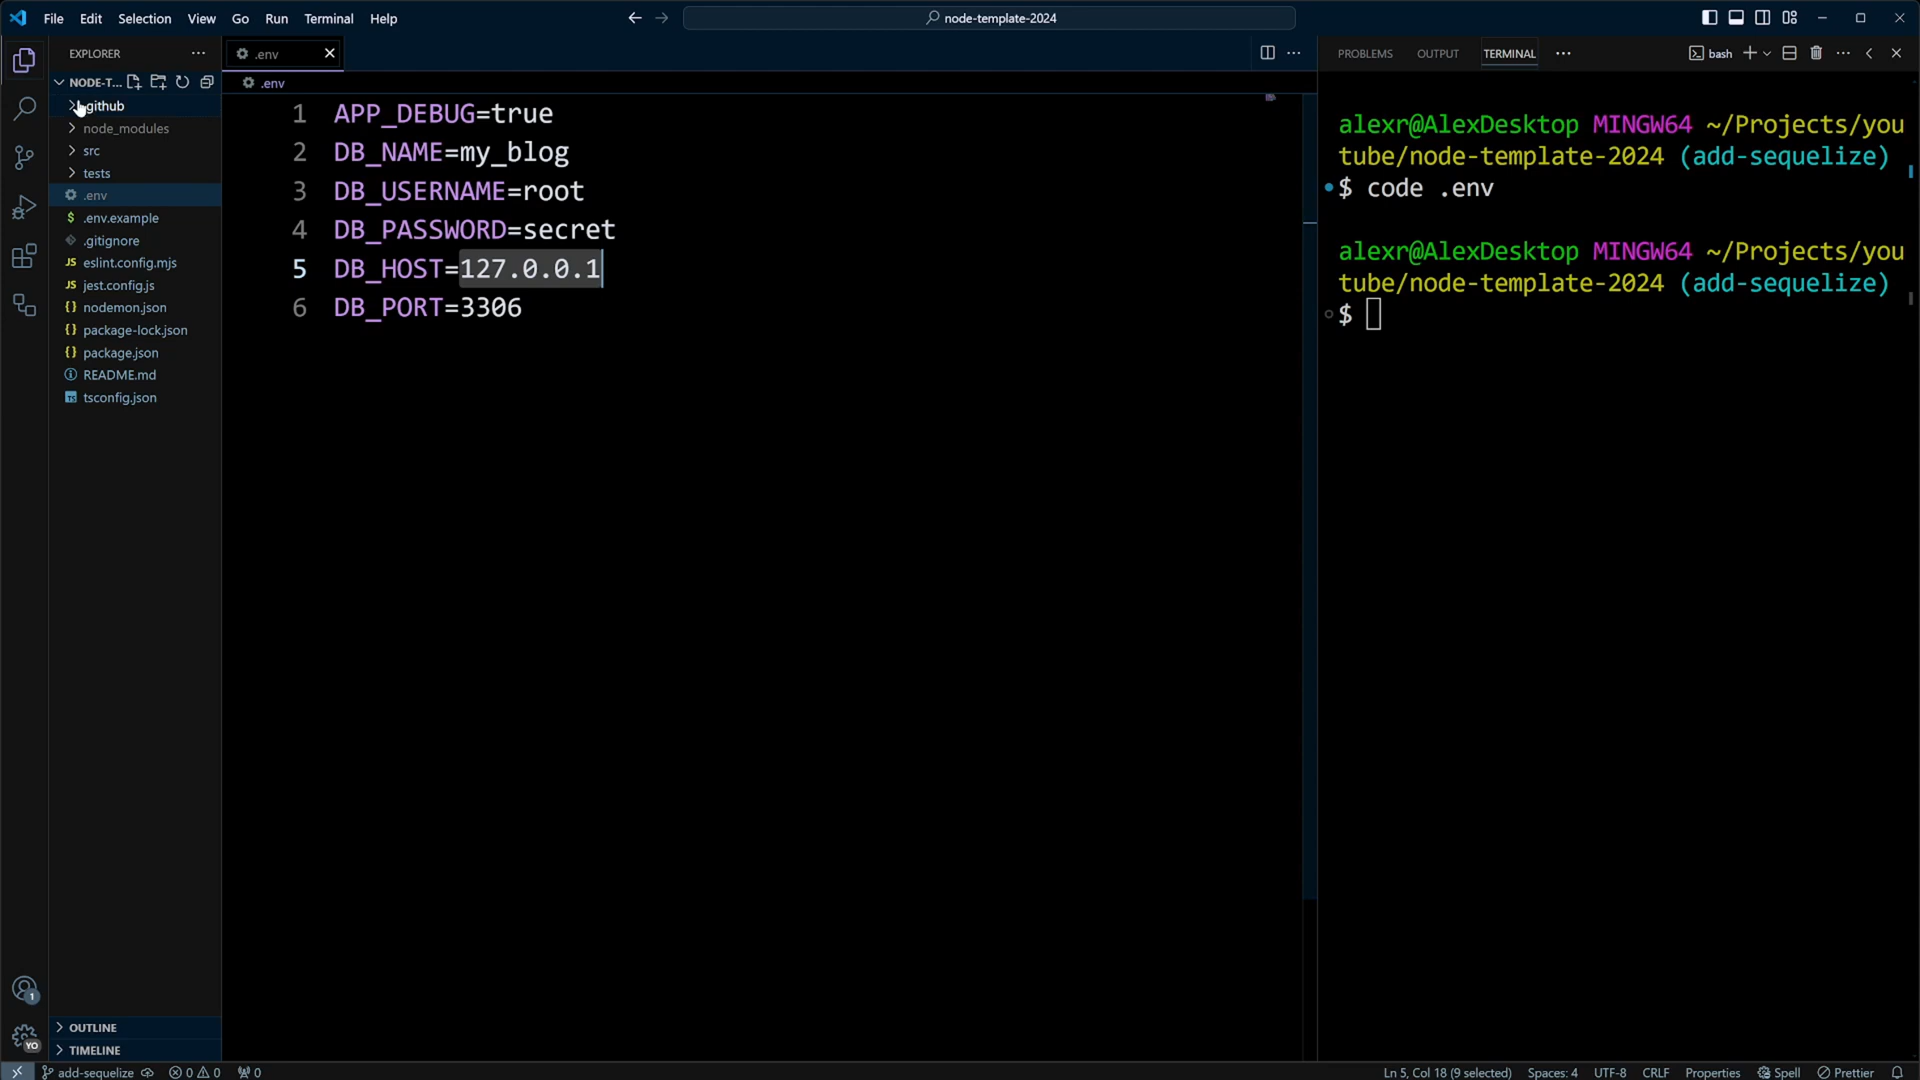 File Edit Selection View Go Run Terminal Help
node-template-2024
EXPLORER
NODE-T...
.github
node_modules
src
tests
.env
.env.example
.gitignore
eslint.config.mjs
jest.config.js
nodemon.json
package-lock.json
package.json
README.md
tsconfig.json
OUTLINE
TIMELINE
.env
.env
1 APP_DEBUG=true
2 DB_NAME=my_blog
3 DB_USERNAME=root
4 DB_PASSWORD=secret
5 DB_HOST=127.0.0.1
6 DB_PORT=3306
PROBLEMS OUTPUT TERMINAL
bash
alexr@AlexDesktop MINGW64 ~/Projects/you
tube/node-template-2024 (add-sequelize)
$ code .env
alexr@AlexDesktop MINGW64 ~/Projects/you
tube/node-template-2024 (add-sequelize)
$
1
YO
add-sequelize 0 0 0
Ln 5, Col 18 (9 selected) Spaces: 4 UTF-8 CRLF Properties Spell Prettier